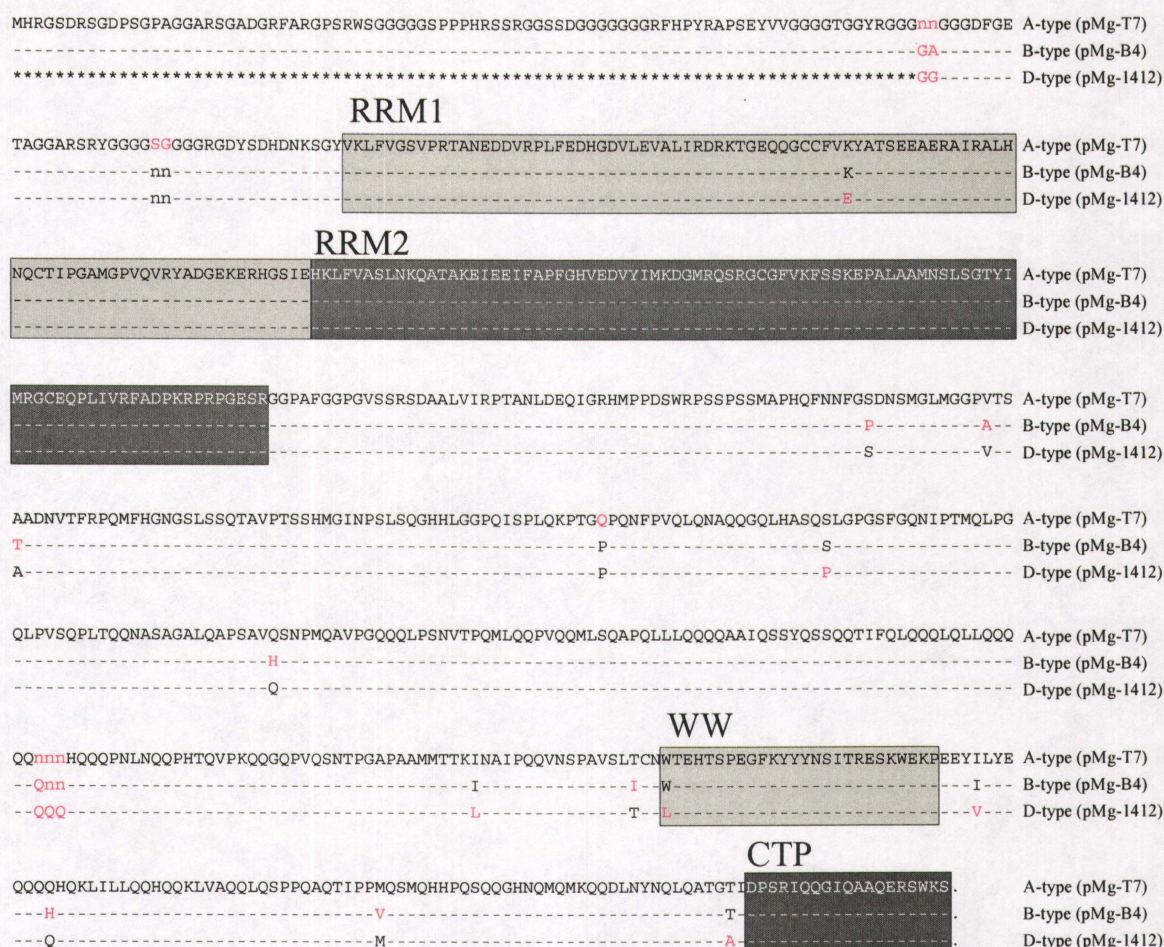 MHRGSDRSGDPSGPAGGARSGADGRFARGPSRWSGGGGGSPPPHRSSRGGSSDGGGGGGGRFHPYRAPSEYVVGGGGTGGYRGGGnnGGGDFGE A-type (pMg-T7)
-------------------------------------------------------------------------------------GA------- B-type (pMg-B4)
*************************************************************************************GG------- D-type (pMg-1412)
RRM1
TAGGARSRYGGGGSGGGGRGDYSDHDNKSGYVKLFVGSVPRTANEDDVRPLFEDHGDVLEVALIRDRKTGEQQGCCFVKYATSEEAERAIRALH A-type (pMg-T7)
-------------nn---------------------------------------------------------------K--------------- B-type (pMg-B4)
-------------nn---------------------------------------------------------------E--------------- D-type (pMg-1412)
RRM2
NQCTIPGAMGPVQVRYADGEKERHGSIEHKLFVASLNKQATAKEIEEIFAPFGHVEDVYIMKDGMRQSRGCGFVKFSSKEPALAAMNSLSGTYI A-type (pMg-T7)
---------------------------------------------------------------------------------------------- B-type (pMg-B4)
---------------------------------------------------------------------------------------------- D-type (pMg-1412)
MRGCEQPLIVRFADPKRPRPGESRGGPAFGGPGVSSRSDAALVIRPTANLDEQIGRHMPPDSWRPSSPSSMAPHQFNNFGSDNSMGLMGGPVTS A-type (pMg-T7)
--------------------------------------------------------------------------------P----------A-- B-type (pMg-B4)
--------------------------------------------------------------------------------S----------V-- D-type (pMg-1412)
AADNVTFRPQMFHGNGSLSSQTAVPTSSHMGINPSLSQGHHLGGPQISPLQKPTGQPQNFPVQLQNAQQGQLHASQSLGPGSFGQNIPTMQLPG A-type (pMg-T7)
T------------------------------------------------------P--------------------S----------------- B-type (pMg-B4)
A------------------------------------------------------P--------------------P----------------- D-type (pMg-1412)
QLPVSQPLTQQNASAGALQAPSAVQSNPMQAVPGQQQLPSNVTPQMLQQPVQQMLSQAPQLLLQQQQAAIQSSYQSSQQTIFQLQQQLQLLQQQ A-type (pMg-T7)
------------------------H--------------------------------------------------------------------- B-type (pMg-B4)
------------------------Q--------------------------------------------------------------------- D-type (pMg-1412)
WW
QQnnnHQQQPNLNQQPHTQVPKQQGQPVQSNTPGAPAAMMTTKINAIPQQVNSPAVSLTCNWTEHTSPEGFKYYYNSITRESKWEKPEEYILYE A-type (pMg-T7)
--Qnn--------------------------------------I--------------I--W----------------------------I--- B-type (pMg-B4)
--QQQ--------------------------------------L--------------T--L----------------------------V--- D-type (pMg-1412)
CTP
QQQQHQKLILLQQHQQKLVAQQLQSPPQAQTIPPMQSMQHHPQSQQGHNQMQMKQQDLNYNQLQATGTIDPSRIQQGIQAAQERSWKS. A-type (pMg-T7)
---H------------------------------V--------------------------------T--------------------. B-type (pMg-B4)
---Q------------------------------M--------------------------------A--------------------. D-type (pMg-1412)